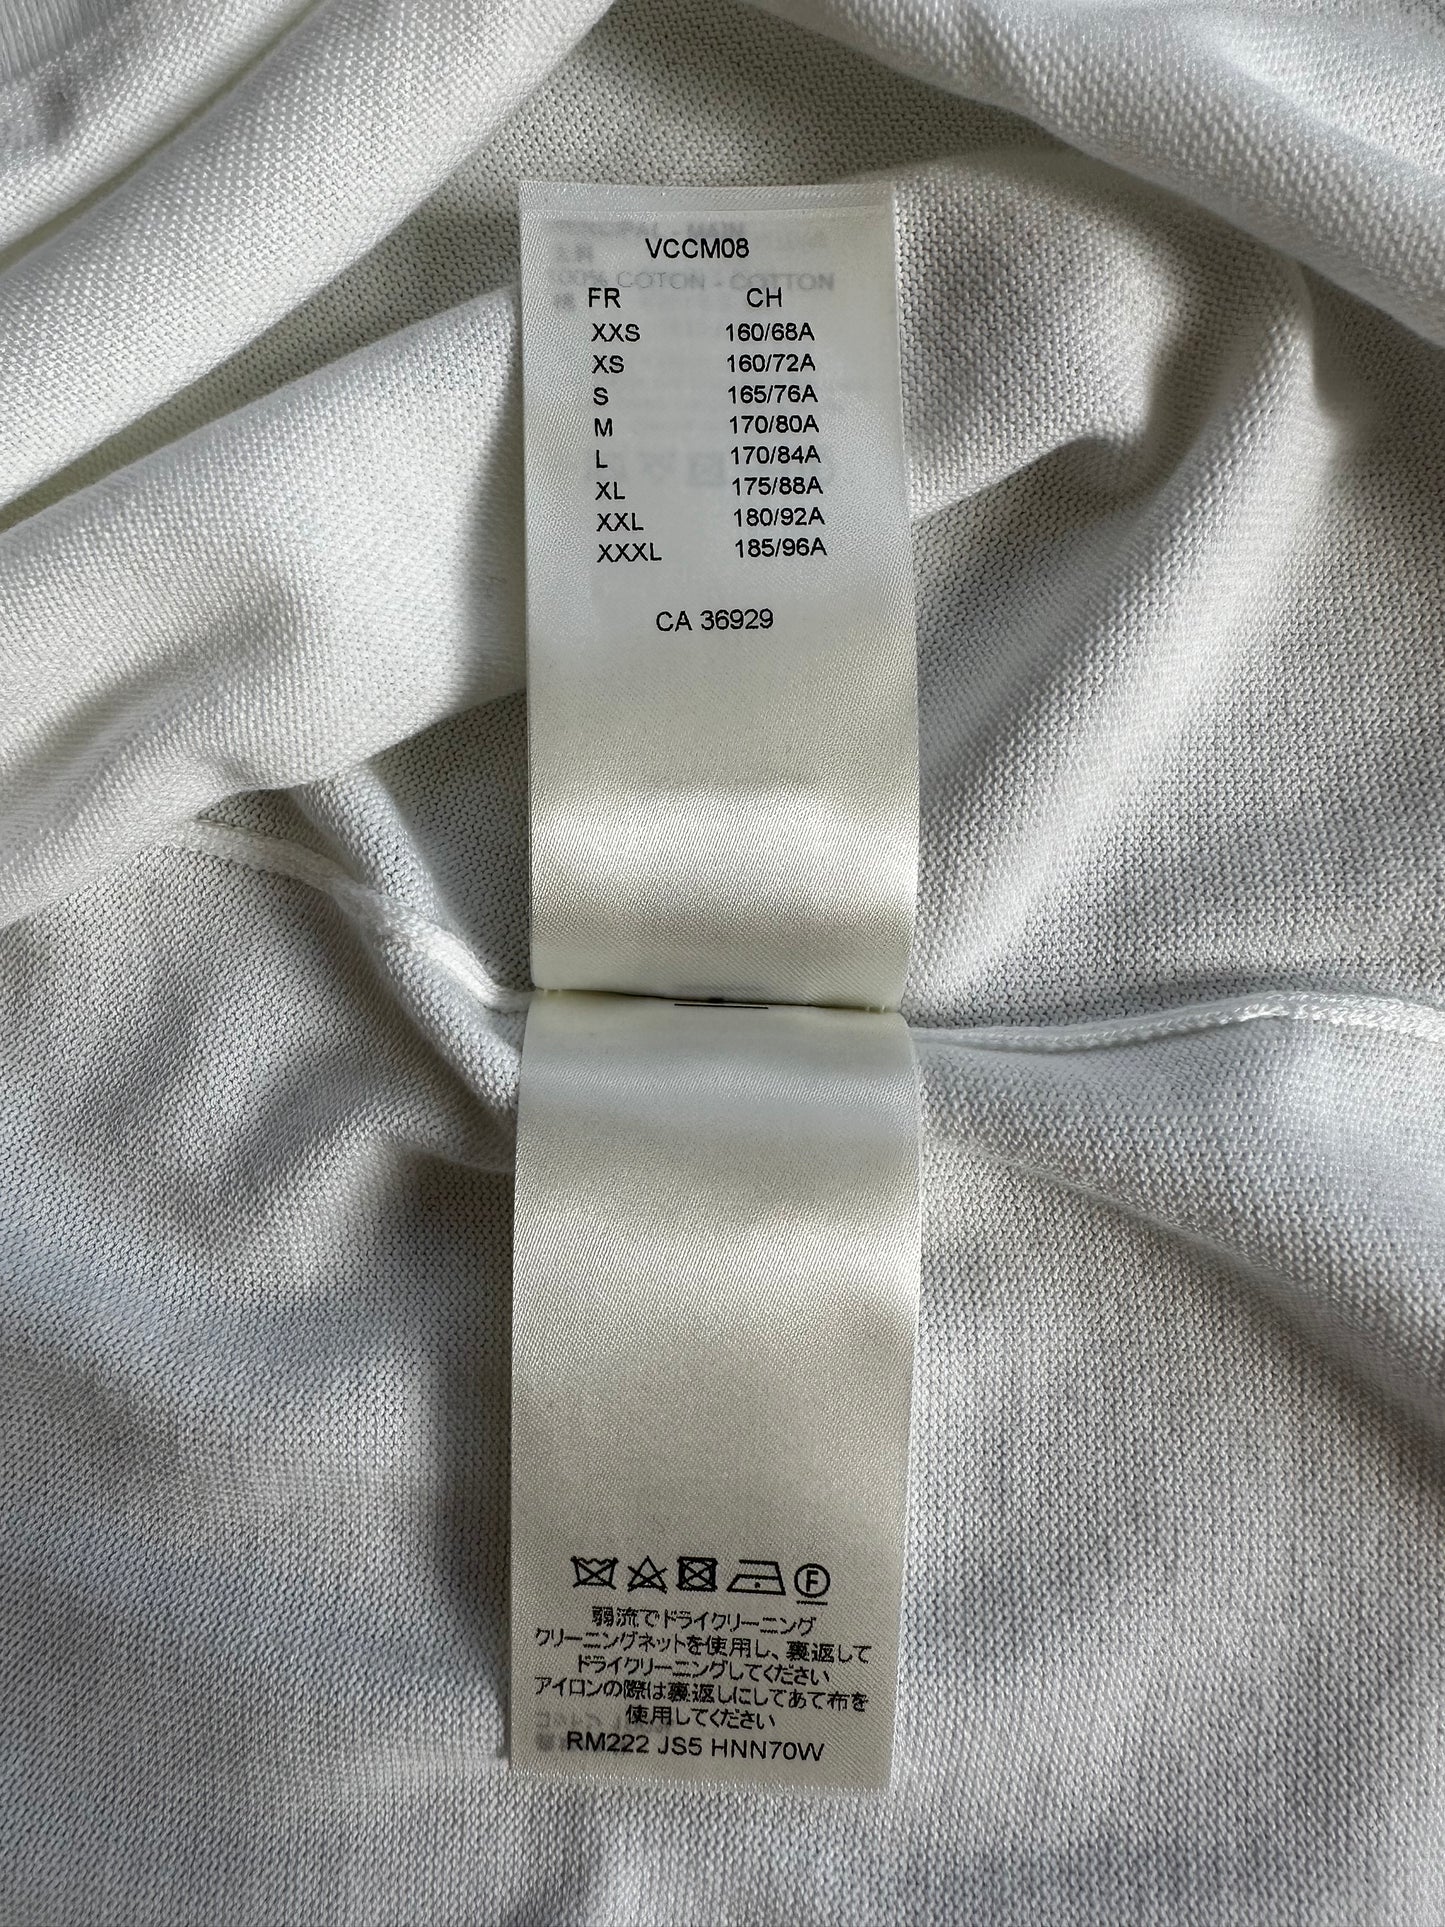 VCCM08
100% COTON - COTTON
FR CH
XXS 160/68A
XS 160/72A
S 165/76A
M 170/80A
L 170/84A
XL 175/88A
XXL 180/92A
XXXL 185/96A
CA 36929
F
弱流でドライクリーニング
クリーニングネットを使用し、裏返して
ドライクリーニングしてください
アイロンの際は裏返しにしてあて布を
使用してください
RM222 JS5 HNN70W